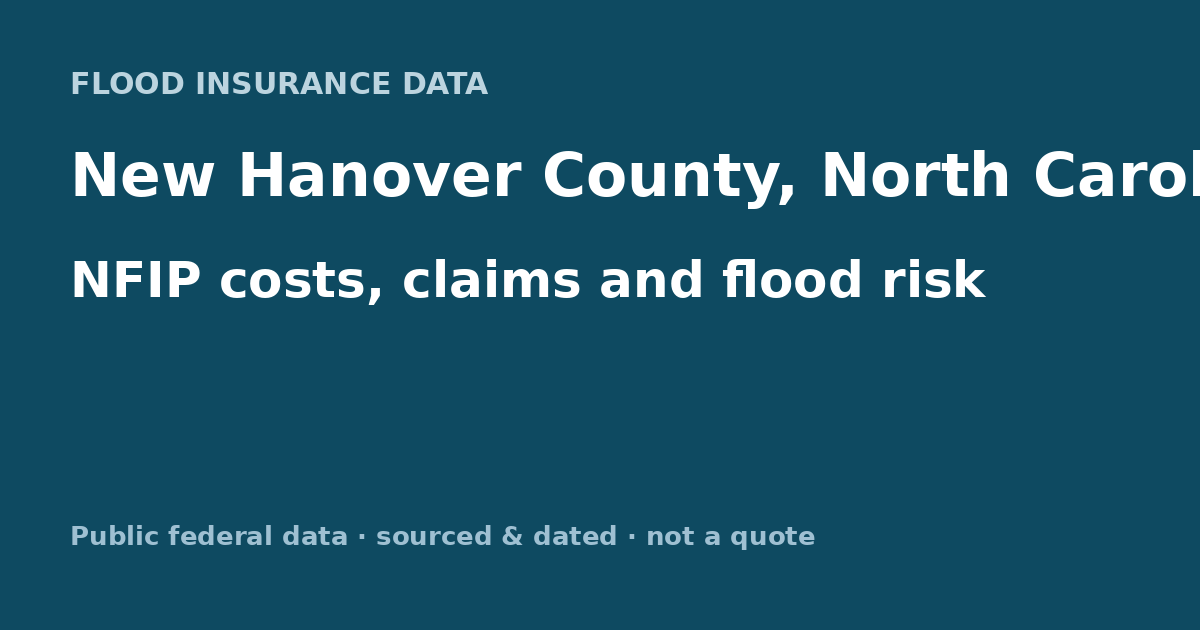 FLOOD INSURANCE DATA
New Hanover County, North Carol
NFIP costs, claims and flood risk
Public federal data · sourced & dated · not a quote